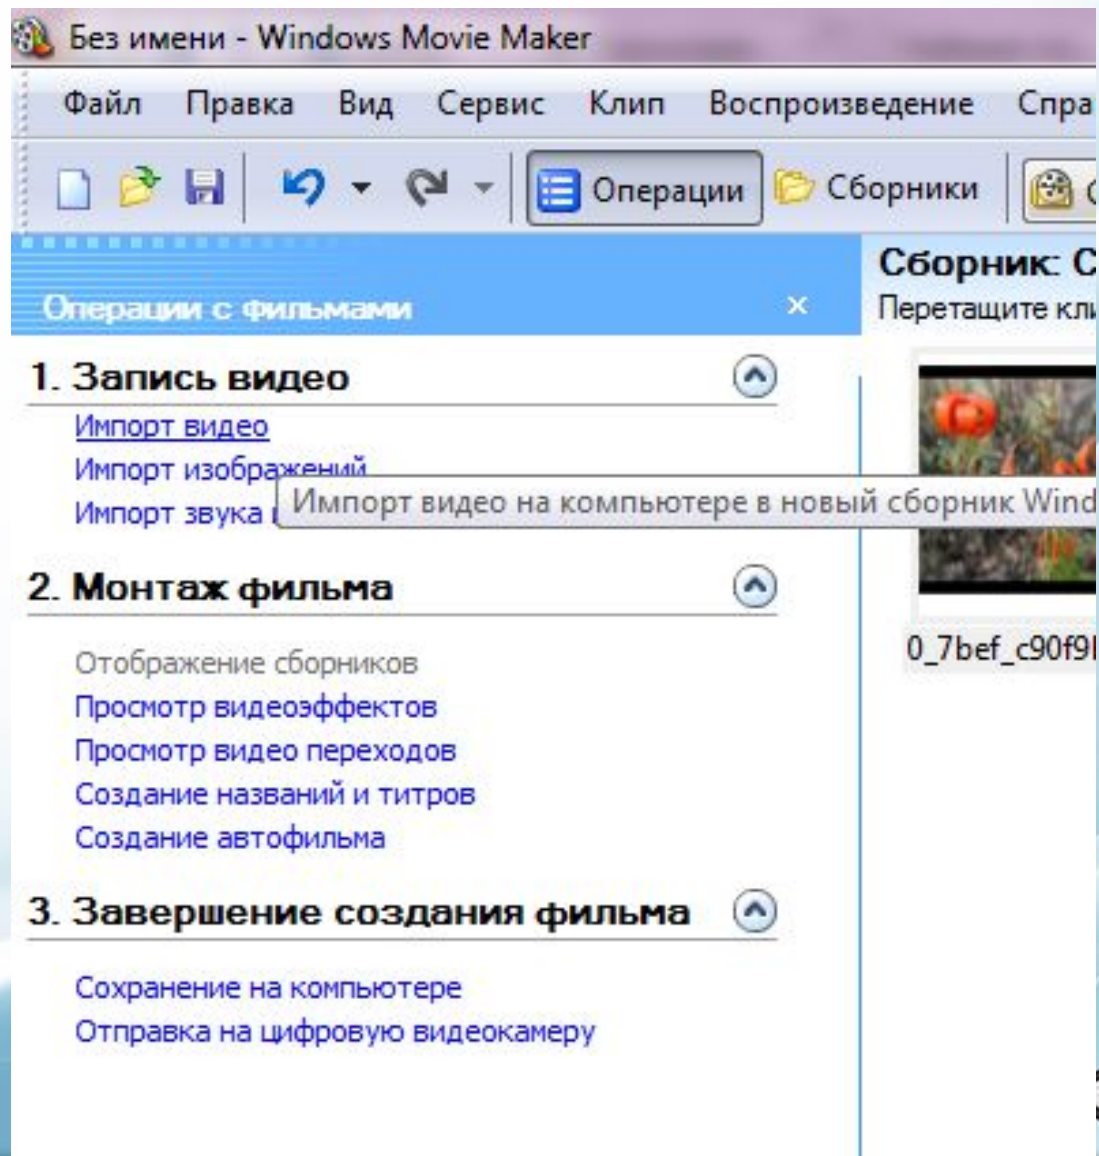 Без имени - Windows Movie Maker
Файл Правка Вид Сервис Клип Воспроизведение
Операции Сборники
Операции с фильмами
Сборник:
Перетащите
1. Запись видео
Импорт видео
Импорт изображений
Импорт звука
Импорт видео на компьютере в новый сборник
2. Монтаж фильма
Отображение сборников
Просмотр видеоэффектов
Просмотр видео переходов
Создание названий и титров
Создание автофильма
0_7bef_c90f9
3. Завершение создания фильма
Сохранение на компьютере
Отправка на цифровую видеокамеру